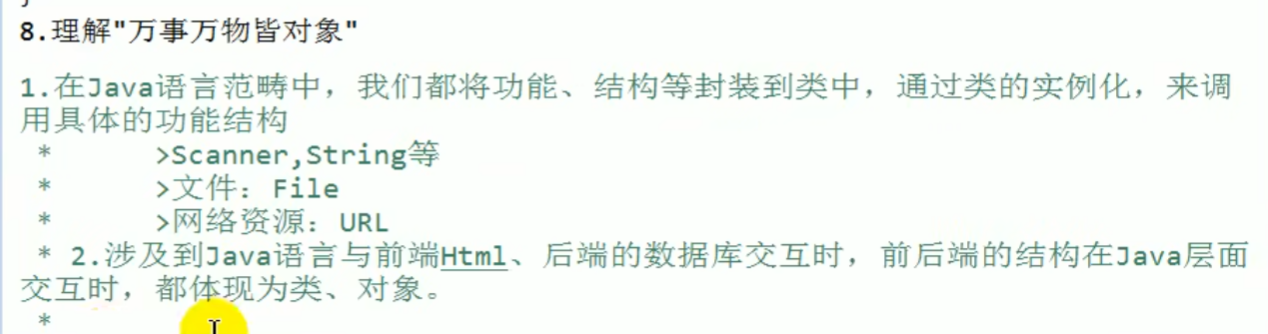 8.理解"万事万物皆对象"
1.在Java语言范畴中，我们都将功能、结构等封装到类中，通过类的实例化，来调
用具体的功能结构
*       >Scanner,String等
*       >文件：File
*       >网络资源：URL
* 2.涉及到Java语言与前端Html、后端的数据库交互时，前后端的结构在Java层面
交互时，都体现为类、对象。
*